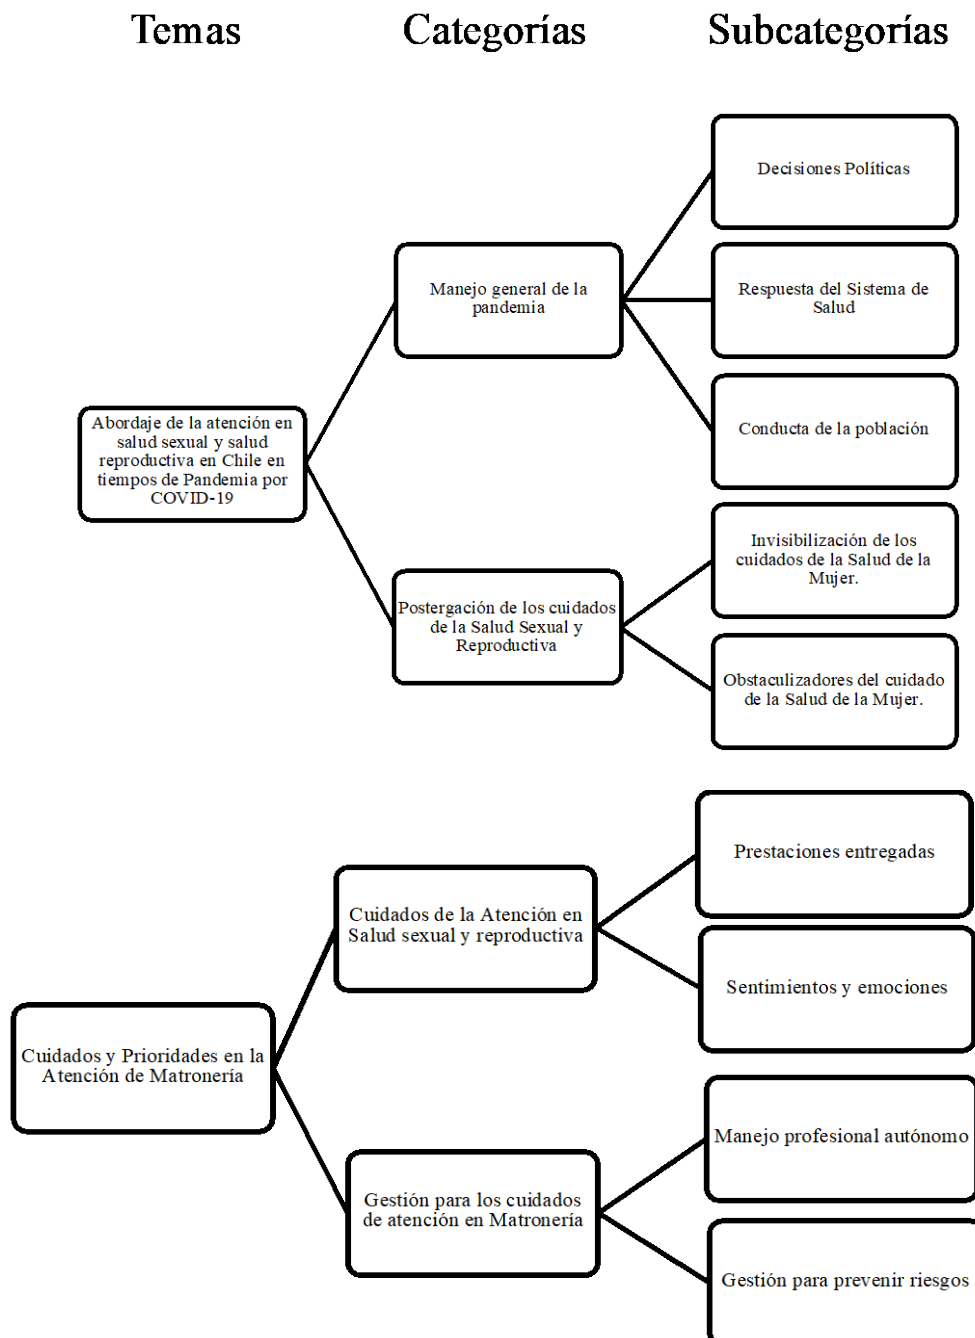 Temas
Categorías
Subcategorías
Abordaje de la atención en
salud sexual y salud
reproductiva en Chile en
tiempos de Pandemia por
COVID-19
Manejo general de la
pandemia
Decisiones Políticas
Respuesta del Sistema de
Salud
Conducta de la población
Postergación de los cuidados
de la Salud Sexual y
Reproductiva
Invisibilización de los
cuidados de la Salud de la
Mujer.
Obstaculizadores del cuidado
de la Salud de la Mujer.
Cuidados y Prioridades en la
Atención de Matronería
Cuidados de la Atención en
Salud sexual y reproductiva
Prestaciones entregadas
Sentimientos y emociones
Gestión para los cuidados
de atención en Matronería
Manejo profesional autónomo
Gestión para prevenir riesgos